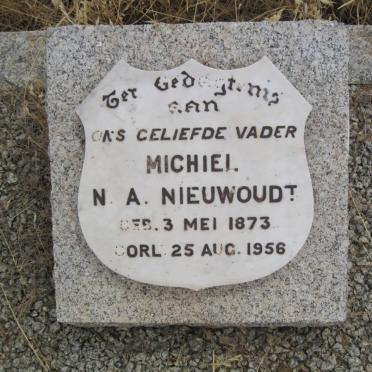 Ter Gedagtenis
aan
ONS GELIEFDE VADER
MICHIEL
N. A. NIEUWOUDT
GEB. 3 MEI 1873
OORL. 25 AUG. 1956